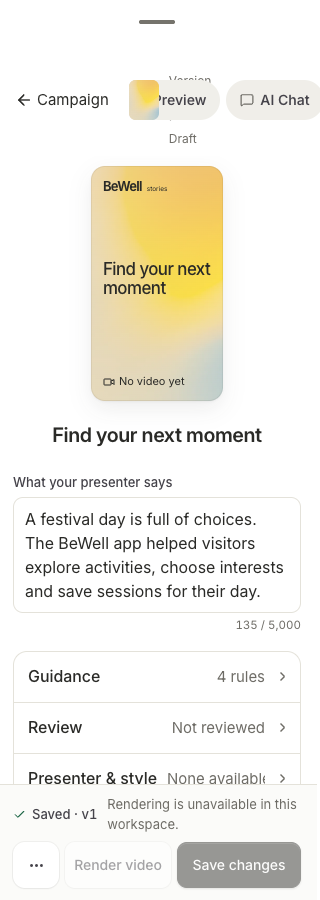 Version
Campaign
Preview
AI Chat
Draft
BeWell stories
Find your next
moment
No video yet
Find your next moment
What your presenter says
A festival day is full of choices.
The BeWell app helped visitors
explore activities, choose interests
and save sessions for their day.
135 / 5,000
Guidance 4 rules
Review Not reviewed
Presenter & style None available
Saved · v1
Rendering is unavailable in this
workspace.
Render video
Save changes